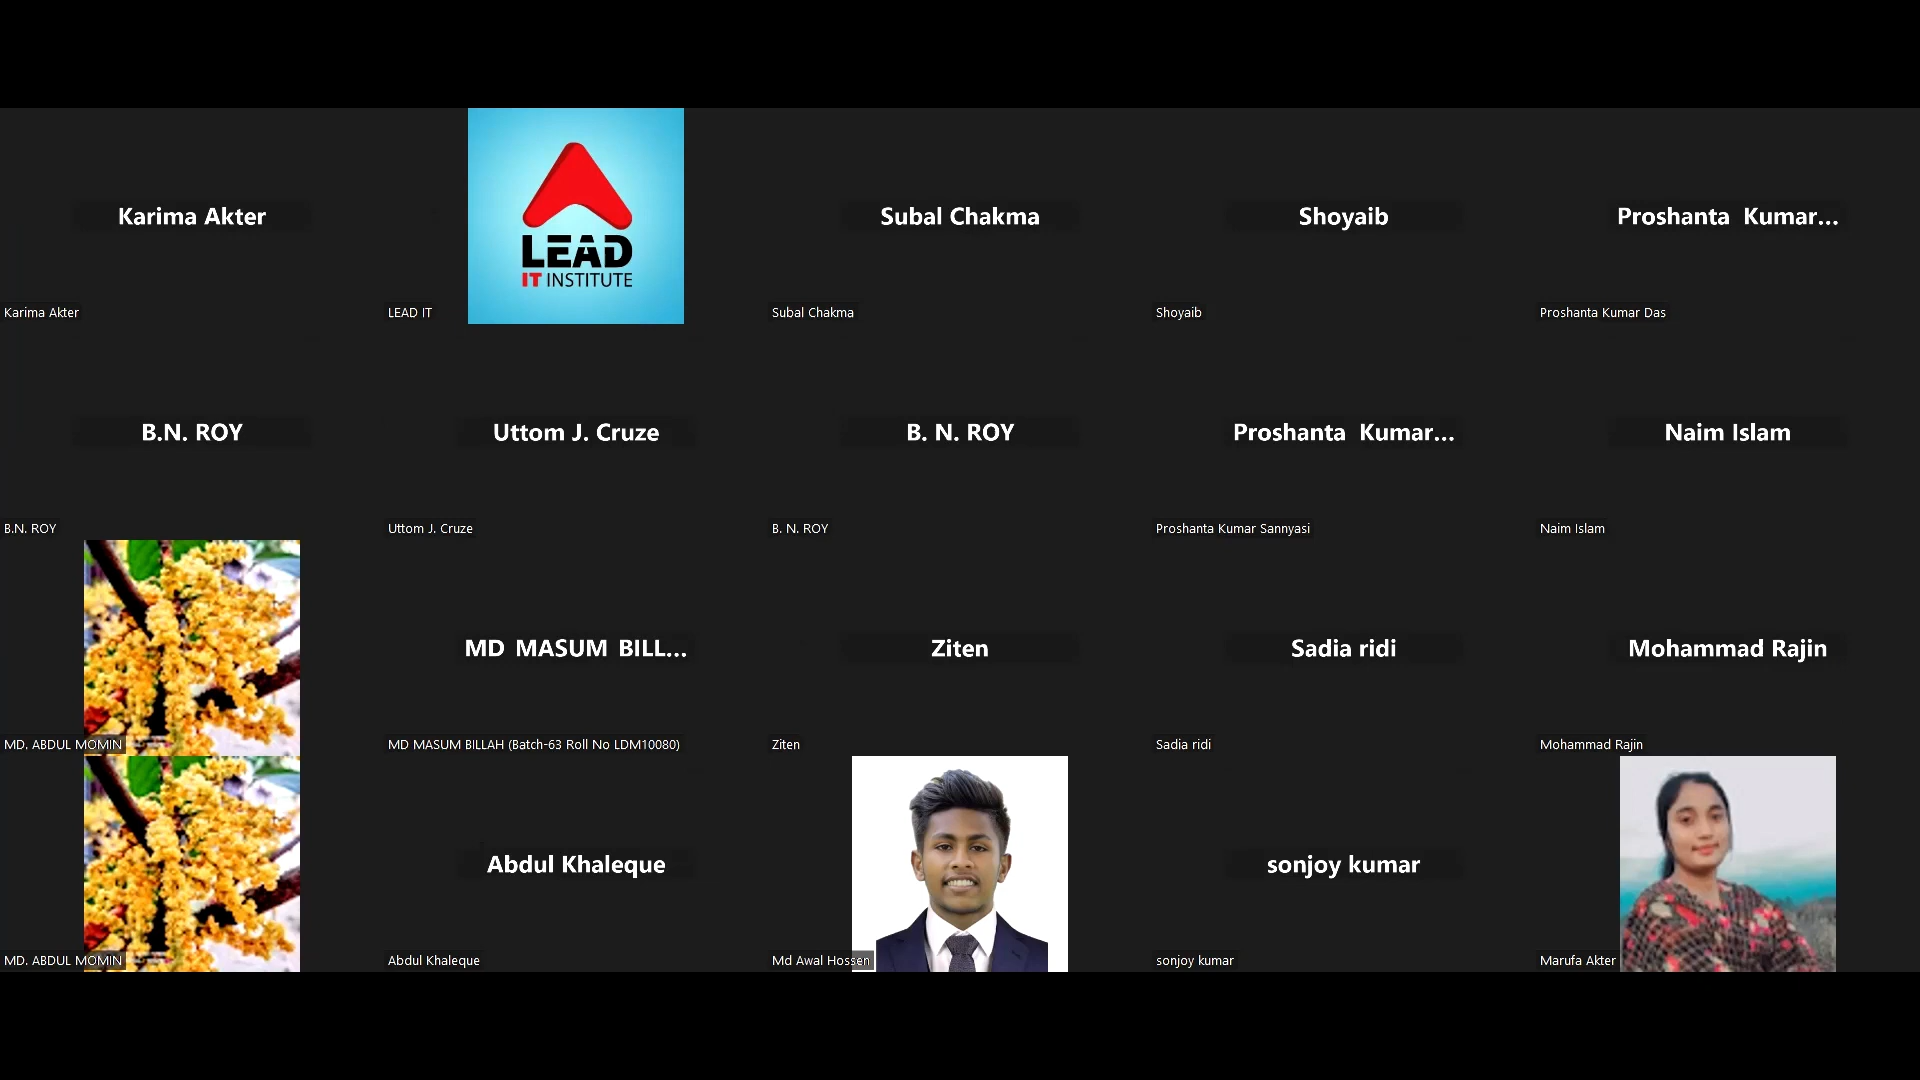 Karima Akter
LEAD
IT INSTITUTE
Subal Chakma
Shoyaib
Proshanta Kumar...
Karima Akter
LEAD IT
Subal Chakma
Shoyaib
Proshanta Kumar Das
B.N. ROY
Uttom J. Cruze
B. N. ROY
Proshanta Kumar...
Naim Islam
B.N. ROY
Uttom J. Cruze
B. N. ROY
Proshanta Kumar Sannyasi
Naim Islam
MD MASUM BILL...
Ziten
Sadia ridi
Mohammad Rajin
MD. ABDUL MOMIN
MD MASUM BILLAH (Batch-63 Roll No LDM10080)
Ziten
Sadia ridi
Mohammad Rajin
Abdul Khaleque
sonjoy kumar
MD. ABDUL MOMIN
Abdul Khaleque
Md Awal Hossen
sonjoy kumar
Marufa Akter